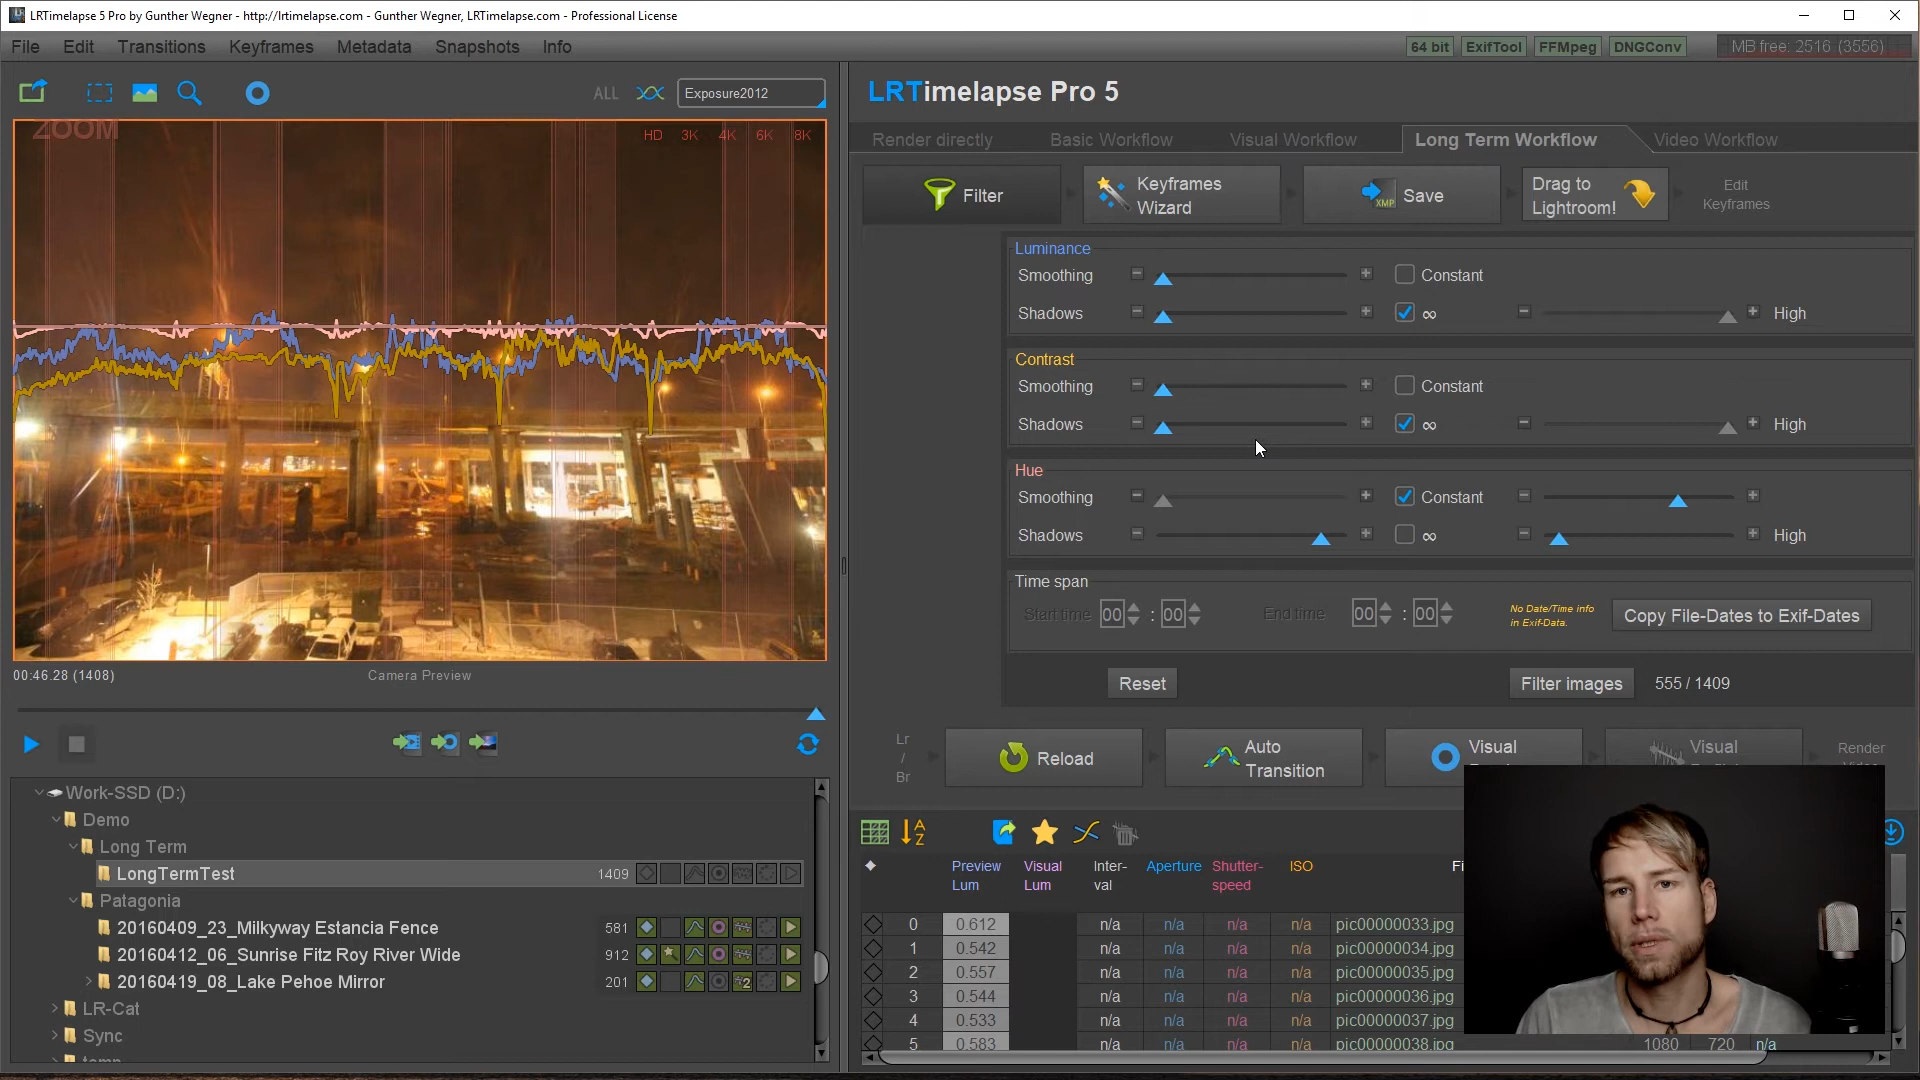 LRTimelapse 5 Pro by Gunther Wegner - http://lrtimelapse.com - Gunther Wegner, LRTimelapse.com - Professional License
File Edit Transitions Keyframes Metadata Snapshots Info
64 bit ExifTool FFMpeg DNGConv MB free: 2516 (3556)
ALL Exposure2012
ZOOM HD 3K 4K 6K 8K
00:46.28 (1408) Camera Preview
Work-SSD (D:)
Demo
Long Term
LongTermTest 1409
Patagonia
20160409_23_Milkyway Estancia Fence 581
20160412_06_Sunrise Fitz Roy River Wide 912
20160419_08_Lake Pehoe Mirror 201
LR-Cat
Sync
LRTimelapse Pro 5
Render directly Basic Workflow Visual Workflow Long Term Workflow Video Workflow
Filter
Keyframes
Wizard
XMP
Save
Drag to
Lightroom!
Edit
Keyframes
Luminance
Smoothing Constant
Shadows ∞ High
Contrast
Smoothing Constant
Shadows ∞ High
Hue
Smoothing Constant
Shadows ∞ High
Time span
Start time 00 : 00 End time 00 : 00
No Date/Time info
in Exif-Data.
Copy File-Dates to Exif-Dates
Reset Filter images 555 / 1409
Lr
/
Br
Reload
Auto
Transition
Visual
Visual
Render
A
Z
Preview
Lum
Visual
Lum
Inter-
val
Aperture
Shutter-
speed
ISO
Fi
0 0.612 n/a n/a n/a n/a pic00000033.jpg
1 0.542 n/a n/a n/a n/a pic00000034.jpg
2 0.557 n/a n/a n/a n/a pic00000035.jpg
3 0.544 n/a n/a n/a n/a pic00000036.jpg
4 0.533 n/a n/a n/a n/a pic00000037.jpg
5 0.583 n/a n/a n/a n/a pic00000038.jpg 1080 720 n/a